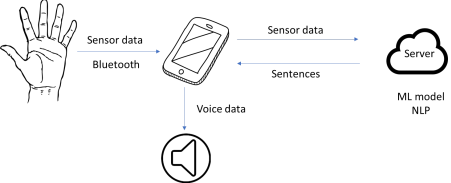 Sensor data
Bluetooth
Sensor data
Sentences
Server
ML model
NLP
Voice data